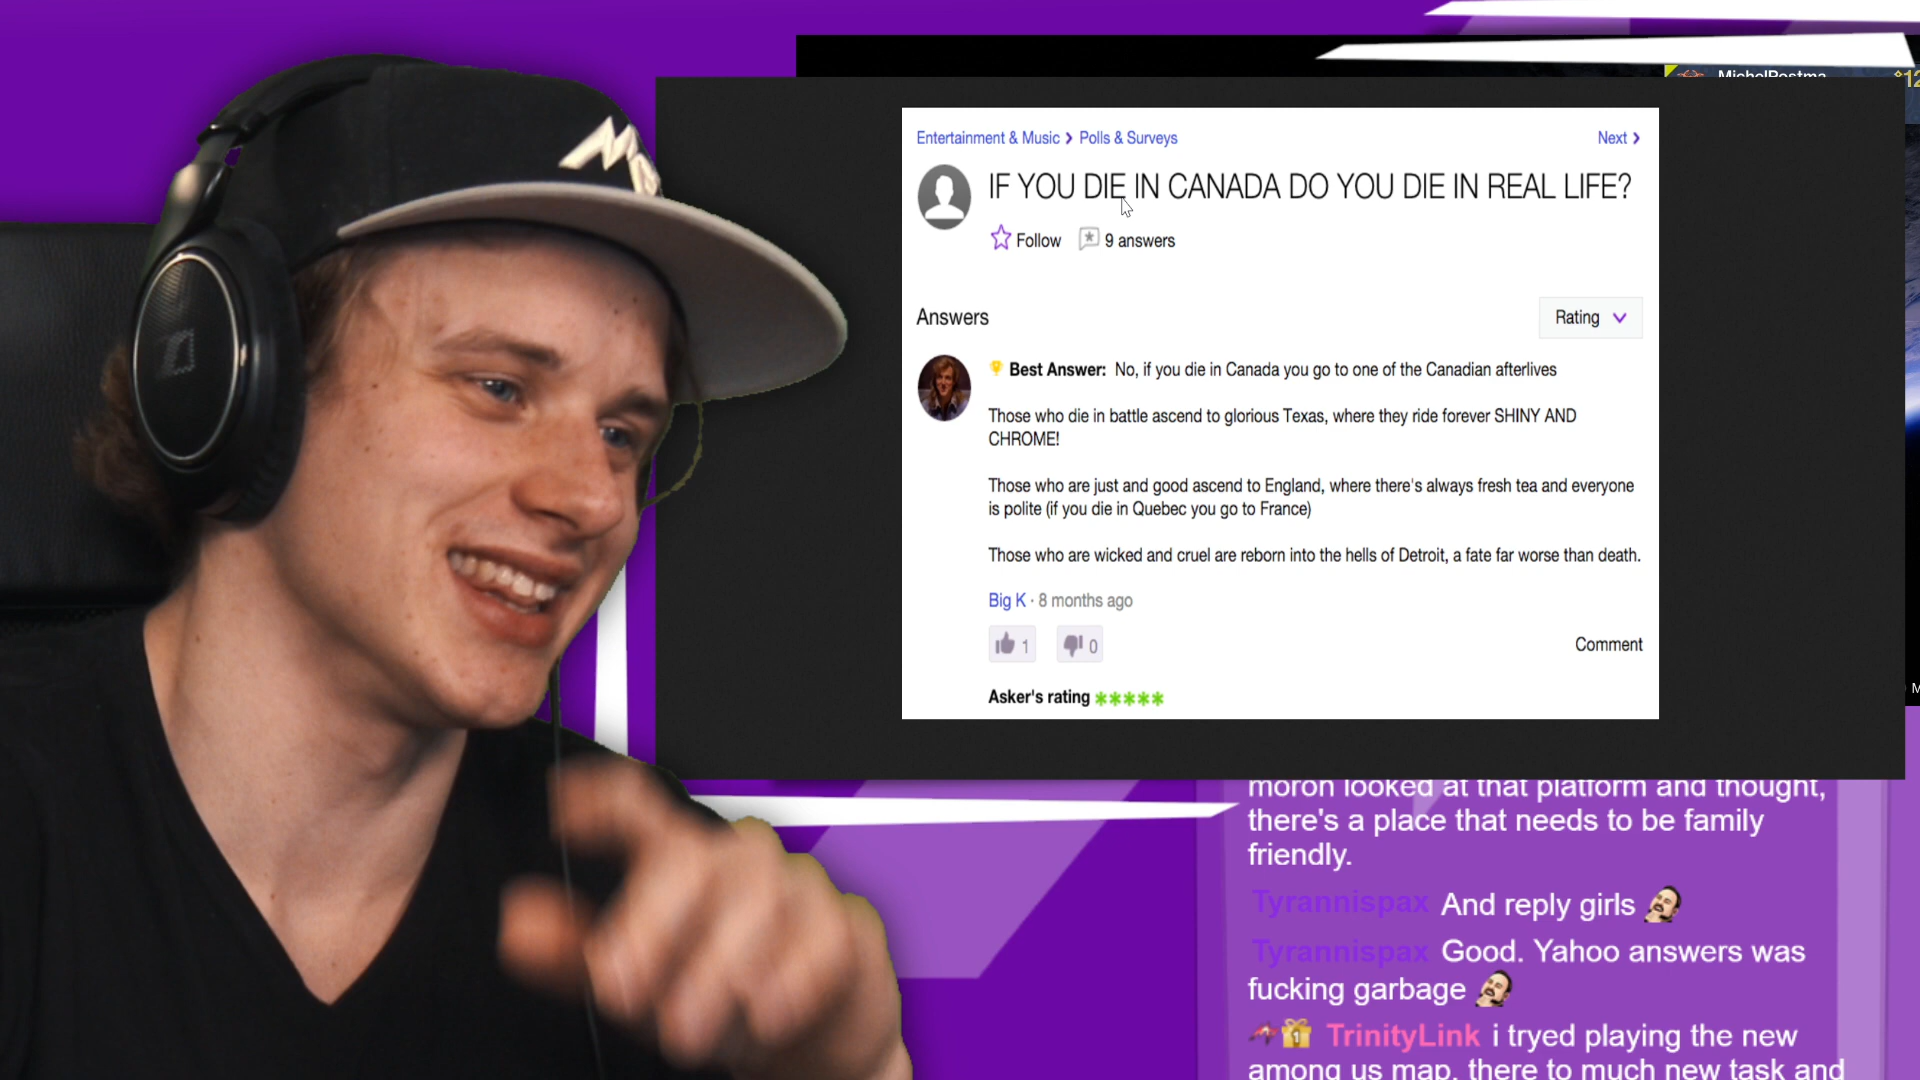 MichelPostma
Entertainment & Music > Polls & Surveys
Next >
IF YOU DIE IN CANADA DO YOU DIE IN REAL LIFE?
Follow 9 answers
Answers
Rating
Best Answer: No, if you die in Canada you go to one of the Canadian afterlives
Those who die in battle ascend to glorious Texas, where they ride forever SHINY AND
CHROME!
Those who are just and good ascend to England, where there's always fresh tea and everyone
is polite (if you die in Quebec you go to France)
Those who are wicked and cruel are reborn into the hells of Detroit, a fate far worse than death.
Big K · 8 months ago
1 0
Comment
Asker's rating *****
moron looked at that platform and thought,
there's a place that needs to be family
friendly.
Tyrannispax And reply girls
Tyrannispax Good. Yahoo answers was
fucking garbage
TrinityLink i tryed playing the new
among us map, there to much new task and